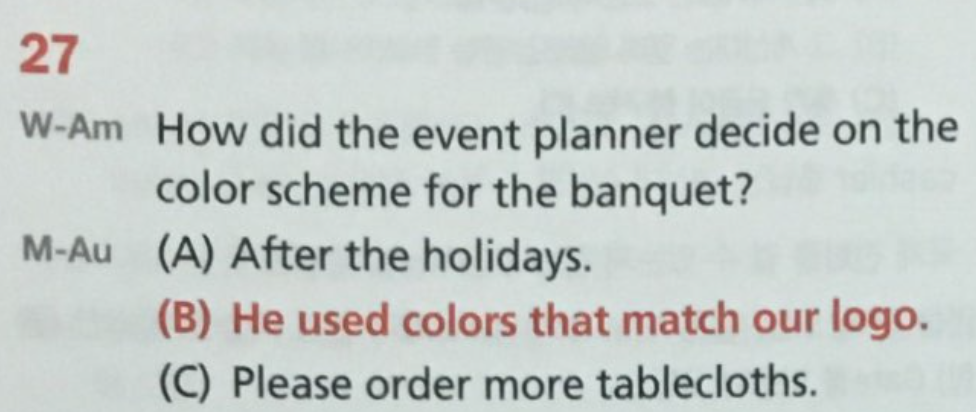 27
W-Am How did the event planner decide on the
color scheme for the banquet?
M-Au (A) After the holidays.
(B) He used colors that match our logo.
(C) Please order more tablecloths.